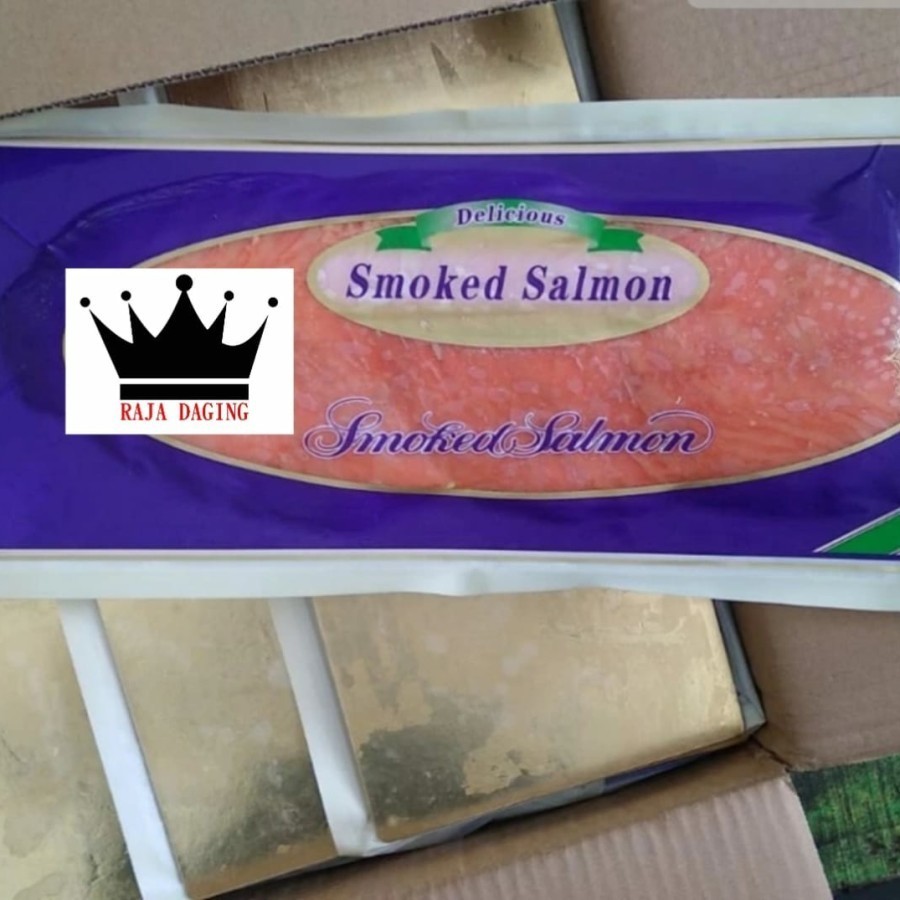 Delicious
Smoked Salmon
RAJA DAGING
Smoked Salmon